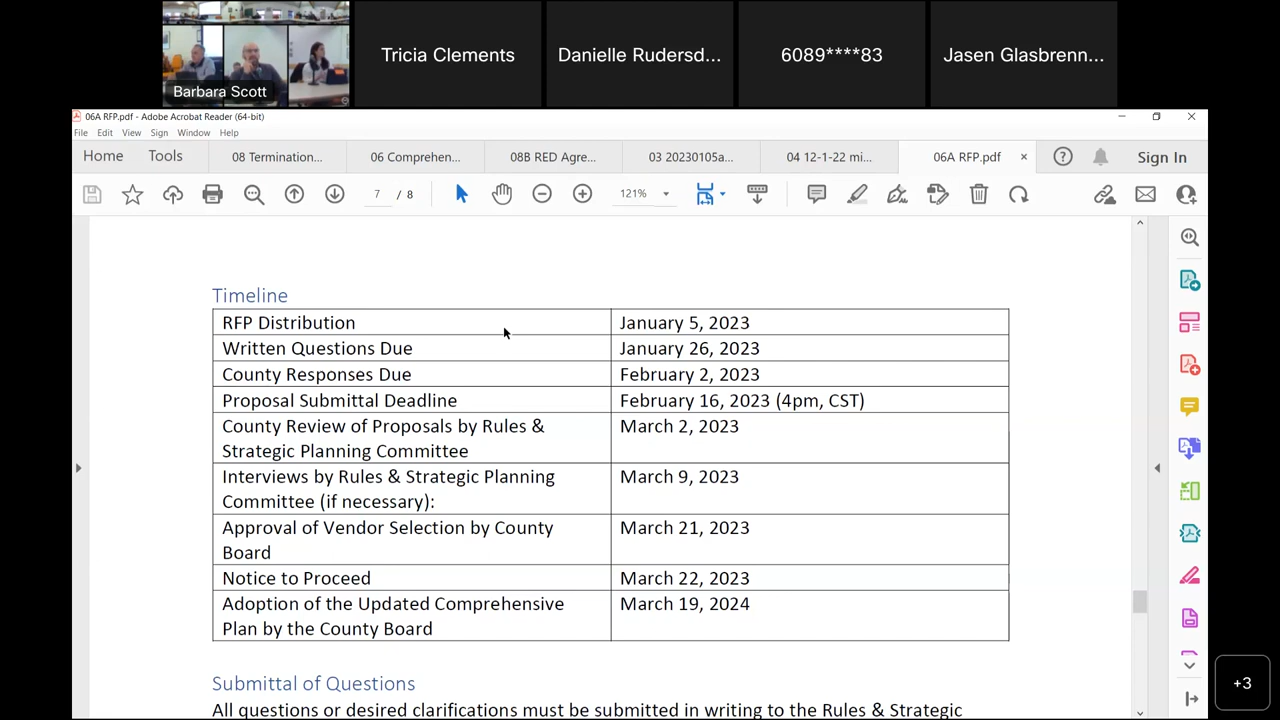 Barbara Scott
Tricia Clements
Danielle Rudersd...
6089****83
Jasen Glasbrenn...
06A RFP.pdf - Adobe Acrobat Reader (64-bit)
File Edit View Sign Window Help
Home Tools 08 Termination... 06 Comprehen... 08B RED Agre... 03 20230105a... 04 12-1-22 mi... 06A RFP.pdf × Sign In
7 / 8 121%
Timeline
RFP Distribution January 5, 2023
Written Questions Due January 26, 2023
County Responses Due February 2, 2023
Proposal Submittal Deadline February 16, 2023 (4pm, CST)
County Review of Proposals by Rules & March 2, 2023
Strategic Planning Committee
Interviews by Rules & Strategic Planning March 9, 2023
Committee (if necessary):
Approval of Vendor Selection by County March 21, 2023
Board
Notice to Proceed March 22, 2023
Adoption of the Updated Comprehensive March 19, 2024
Plan by the County Board
Submittal of Questions
All questions or desired clarifications must be submitted in writing to the Rules & Strategic
+3